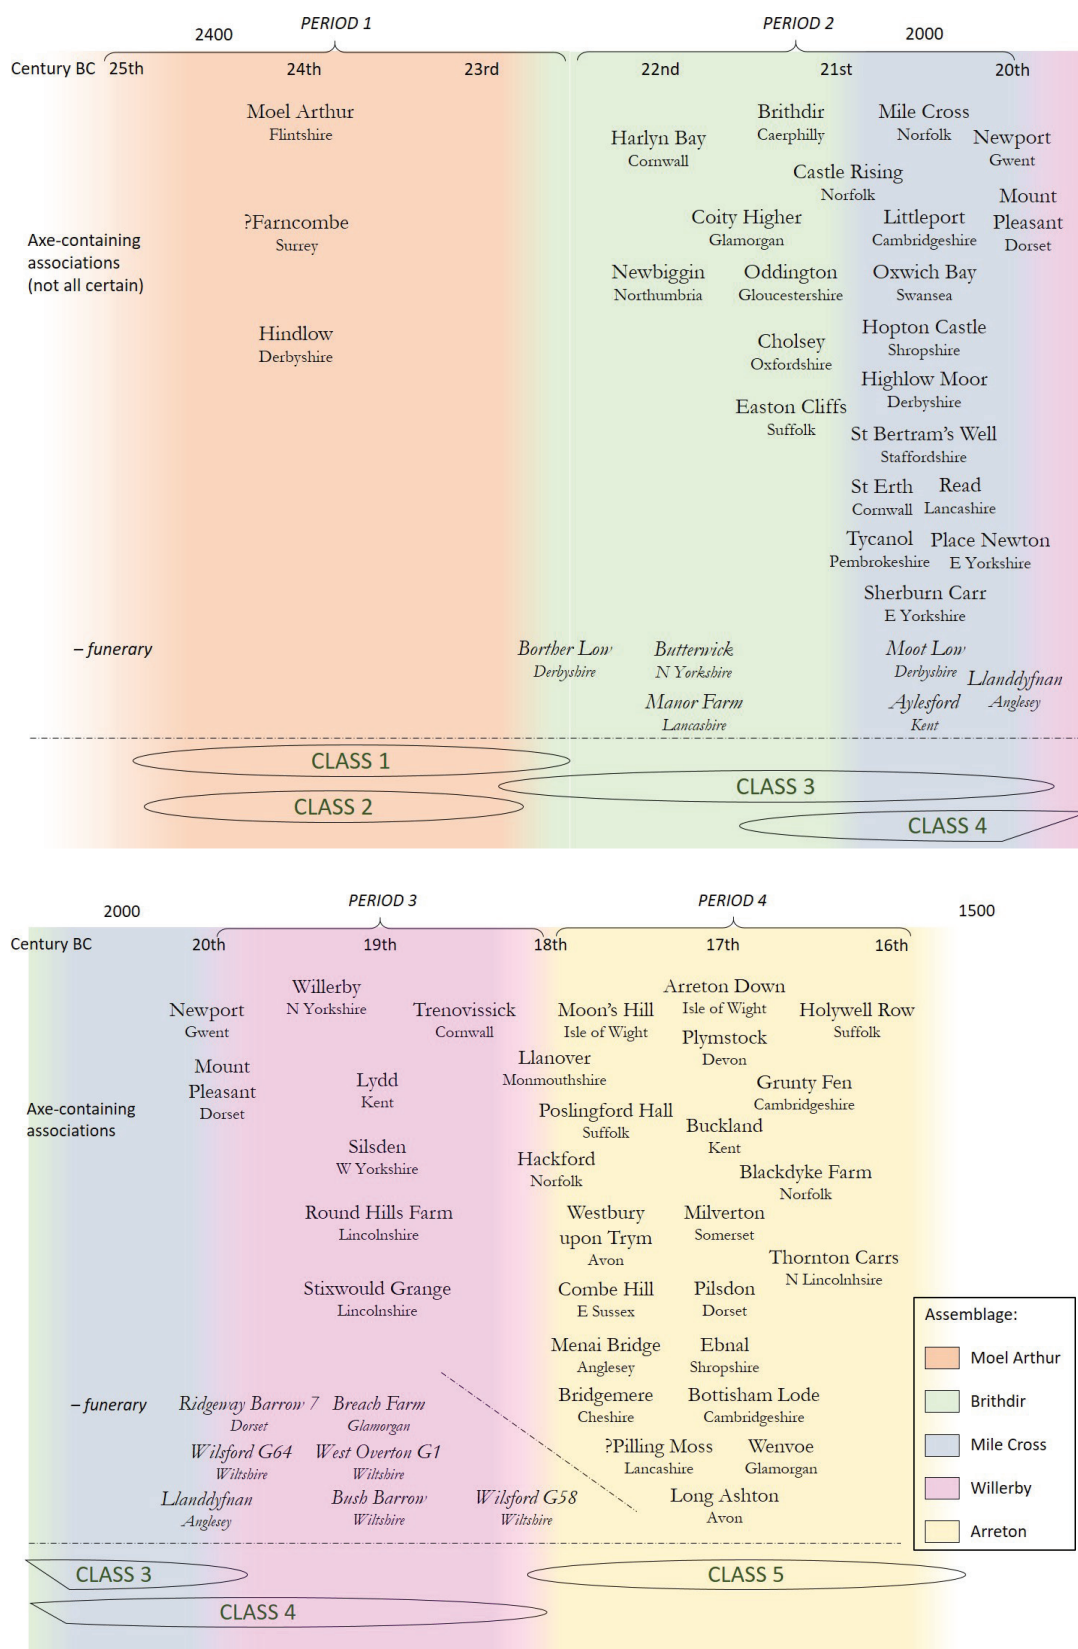 PERIOD 1
PERIOD 2
2400
2000
Century BC
25th
24th
23rd
22nd
21st
20th
Moel Arthur
Flintshire
Brithdir
Caerphilly
Mile Cross
Norfolk
Harlyn Bay
Cornwall
Newport
Gwent
Castle Rising
Norfolk
Mount
Pleasant
Dorset
Axe-containing
associations
(not all certain)
?Farncombe
Surrey
Coity Higher
Glamorgan
Littleport
Cambridgeshire
Newbiggin
Northumbria
Oddington
Gloucestershire
Oxwich Bay
Swansea
Hindlow
Derbyshire
Cholsey
Oxfordshire
Hopton Castle
Shropshire
Highlow Moor
Derbyshire
Easton Cliffs
Suffolk
St Bertram's Well
Staffordshire
St Erth
Cornwall
Read
Lancashire
Tycanol
Pembrokeshire
Place Newton
E Yorkshire
Sherburn Carr
E Yorkshire
– funerary
Borther Low
Derbyshire
Butterwick
N Yorkshire
Moot Low
Derbyshire
Llanddyfnan
Anglesey
Manor Farm
Lancashire
Aylesford
Kent
CLASS 1
CLASS 2
CLASS 3
CLASS 4
PERIOD 3
PERIOD 4
2000
1500
Century BC
20th
19th
18th
17th
16th
Willerby
N Yorkshire
Arreton Down
Isle of Wight
Newport
Gwent
Trenovissick
Cornwall
Moon's Hill
Isle of Wight
Holywell Row
Suffolk
Plymstock
Devon
Mount
Pleasant
Dorset
Llanover
Monmouthshire
Lydd
Kent
Grunty Fen
Cambridgeshire
Axe-containing
associations
Poslingford Hall
Suffolk
Buckland
Kent
Silsden
W Yorkshire
Hackford
Norfolk
Blackdyke Farm
Norfolk
Round Hills Farm
Lincolnshire
Westbury
upon Trym
Avon
Milverton
Somerset
Thornton Carrs
N Lincolnhsire
Stixwould Grange
Lincolnshire
Combe Hill
E Sussex
Pilsdon
Dorset
Menai Bridge
Anglesey
Ebnal
Shropshire
– funerary
Ridgeway Barrow 7
Dorset
Breach Farm
Glamorgan
Bridgemere
Cheshire
Bottisham Lode
Cambridgeshire
Wilsford G64
Wiltshire
West Overton G1
Wiltshire
?Pilling Moss
Lancashire
Wenvoe
Glamorgan
Llanddyfnan
Anglesey
Bush Barrow
Wiltshire
Wilsford G58
Wiltshire
Long Ashton
Avon
CLASS 3
CLASS 4
CLASS 5
Assemblage:
Moel Arthur
Brithdir
Mile Cross
Willerby
Arreton